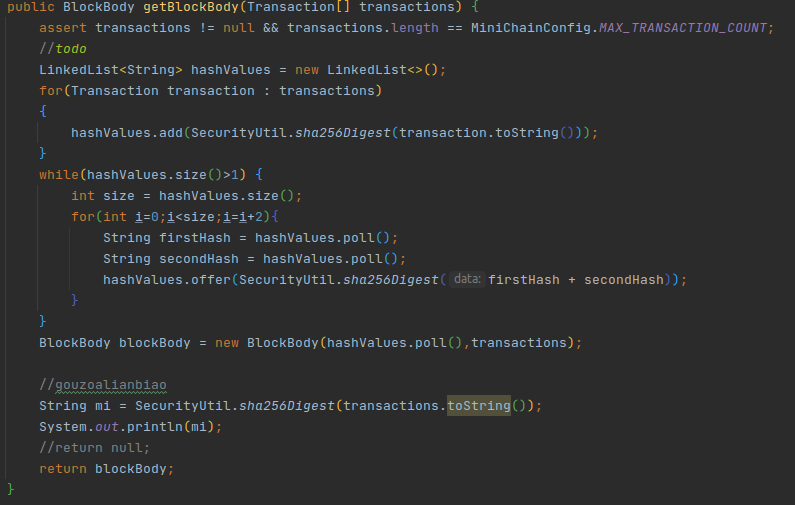 public BlockBody getBlockBody(Transaction[] transactions) {
    assert transactions != null && transactions.length == MiniChainConfig.MAX_TRANSACTION_COUNT;
    //todo
    LinkedList<String> hashValues = new LinkedList<>();
    for(Transaction transaction : transactions)
    {
        hashValues.add(SecurityUtil.sha256Digest(transaction.toString()));
    }
    while(hashValues.size()>1) {
        int size = hashValues.size();
        for(int i=0;i<size;i=i+2){
            String firstHash = hashValues.poll();
            String secondHash = hashValues.poll();
            hashValues.offer(SecurityUtil.sha256Digest( data: firstHash + secondHash));
        }
    }
    BlockBody blockBody = new BlockBody(hashValues.poll(),transactions);
    //gouzoalianbiao
    String mi = SecurityUtil.sha256Digest(transactions.toString());
    System.out.println(mi);
    //return null;
    return blockBody;
}